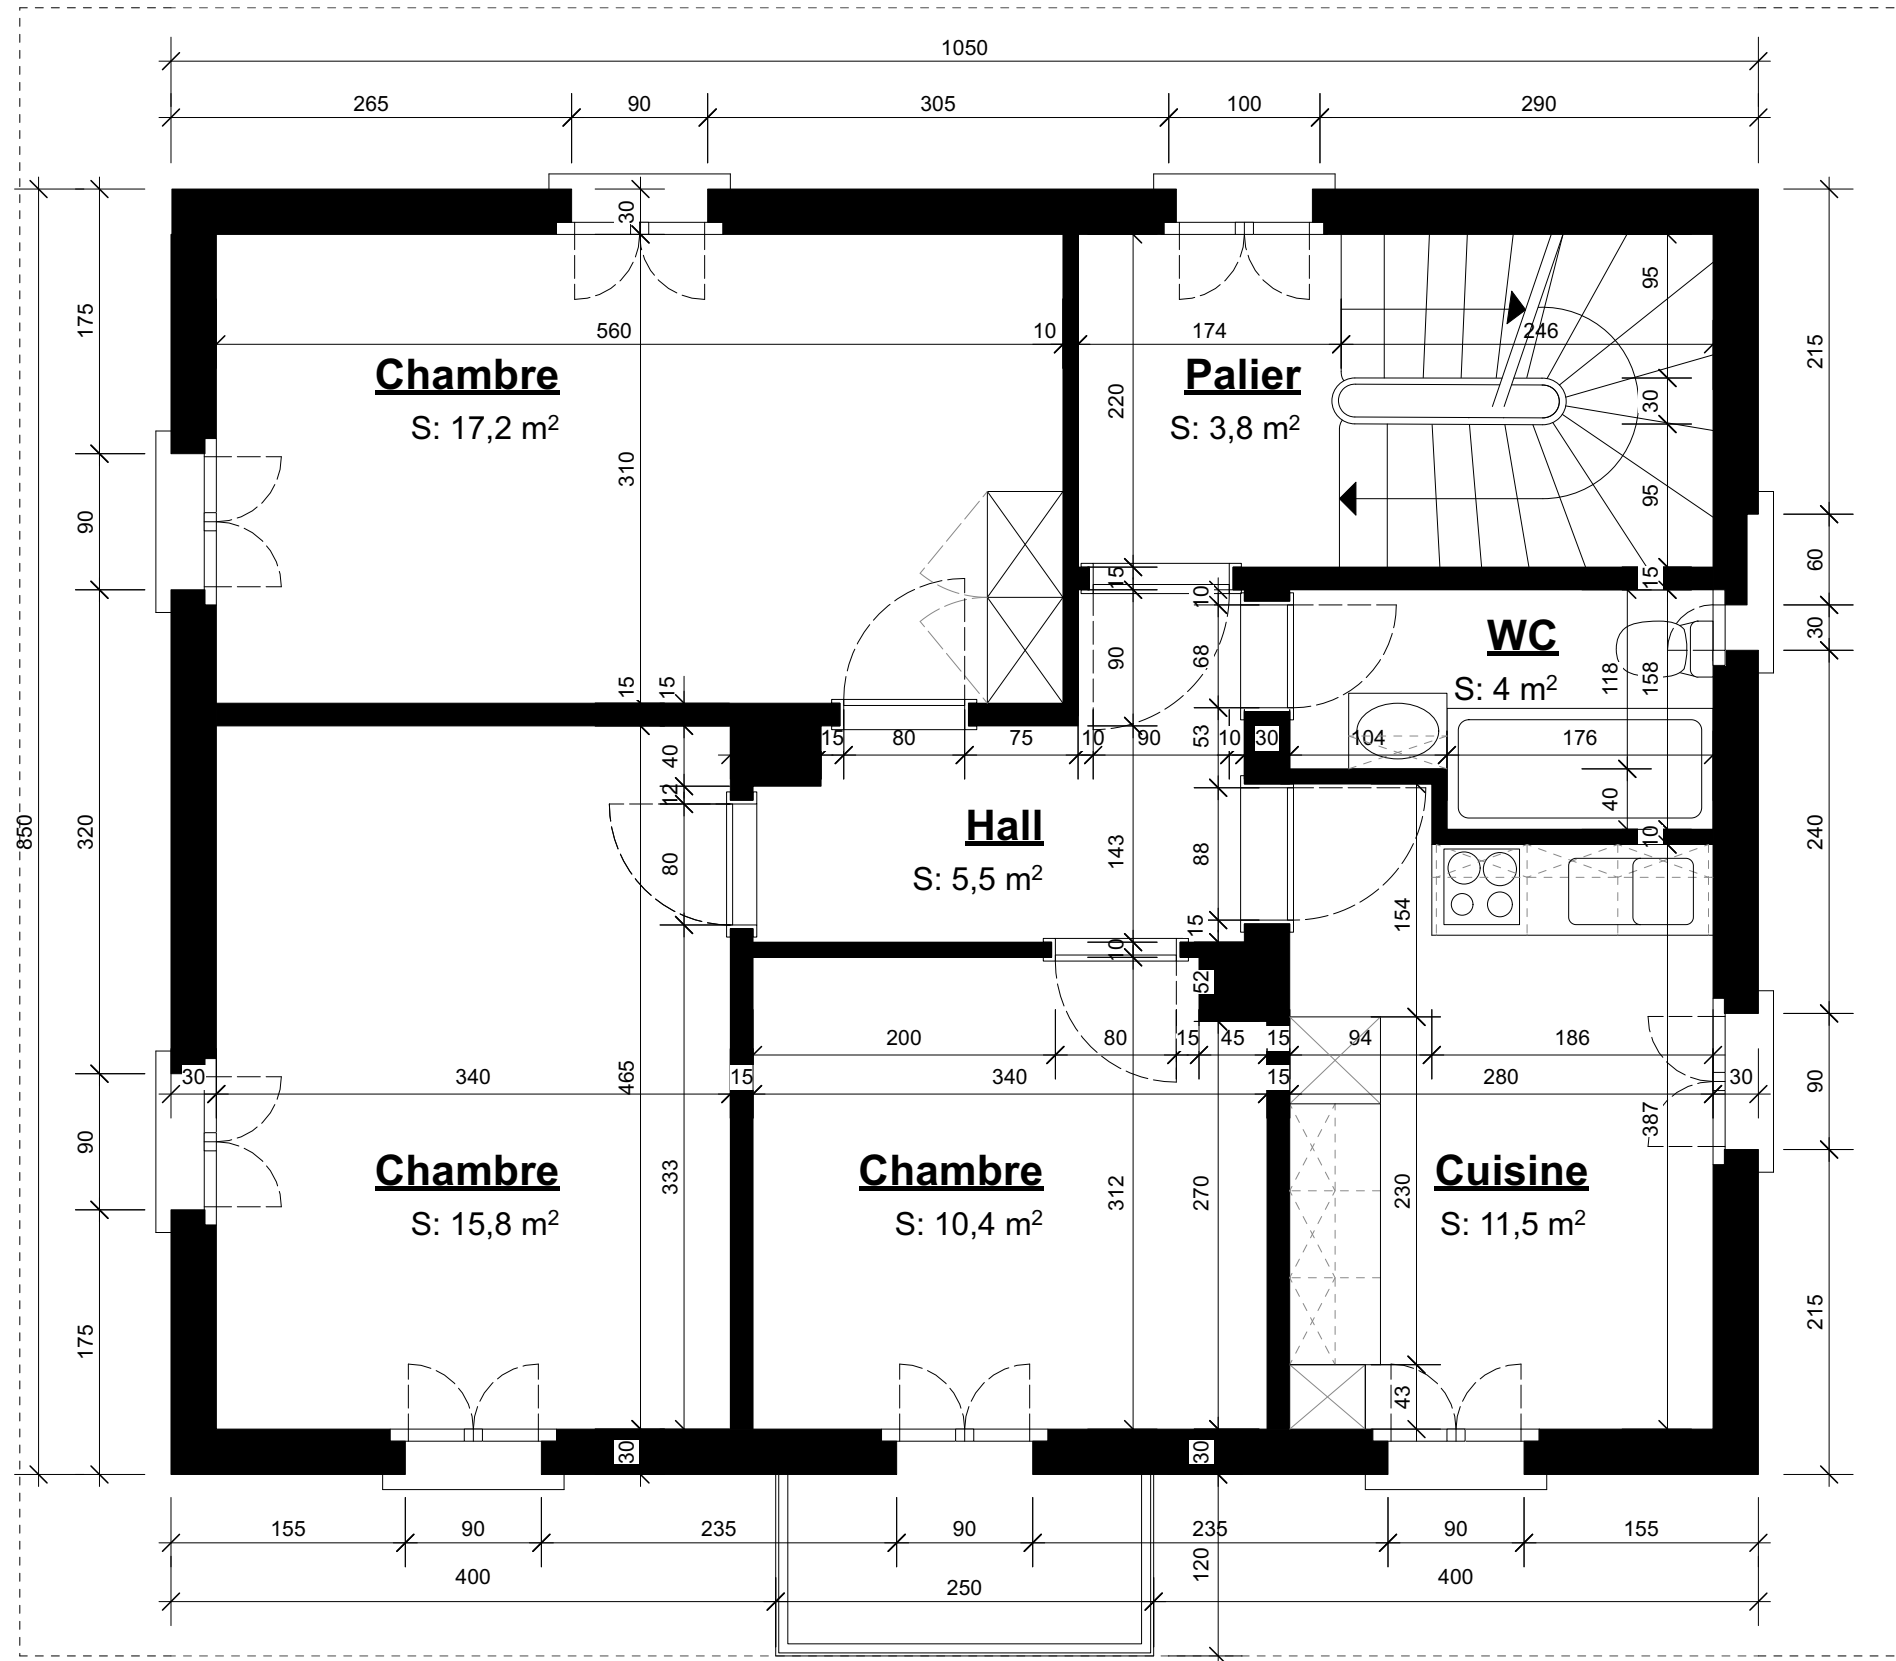 1050
265 90 305 100 290
30
95
175 215
560 10 174 246
Chambre
S: 17,2 m²
Palier
S: 3,8 m²
220 30
310
95
90 60
15 10 15
WC
S: 4 m²
90 68 118 158 30
15 15
15 80 75 10 90 10 30 104 176
40 53
12 40
850 320 240
Hall
S: 5,5 m²
10
80 143 88
154
15
10
52
200 80 15 45 15 94 186
30 340 15 340 15 280 30
465 90
387
90
Chambre
S: 15,8 m²
Chambre
S: 10,4 m²
Cuisine
S: 11,5 m²
333 312 270 230
175 215
43
30 30
155 90 235 90 235 90 155
120
400 250 400